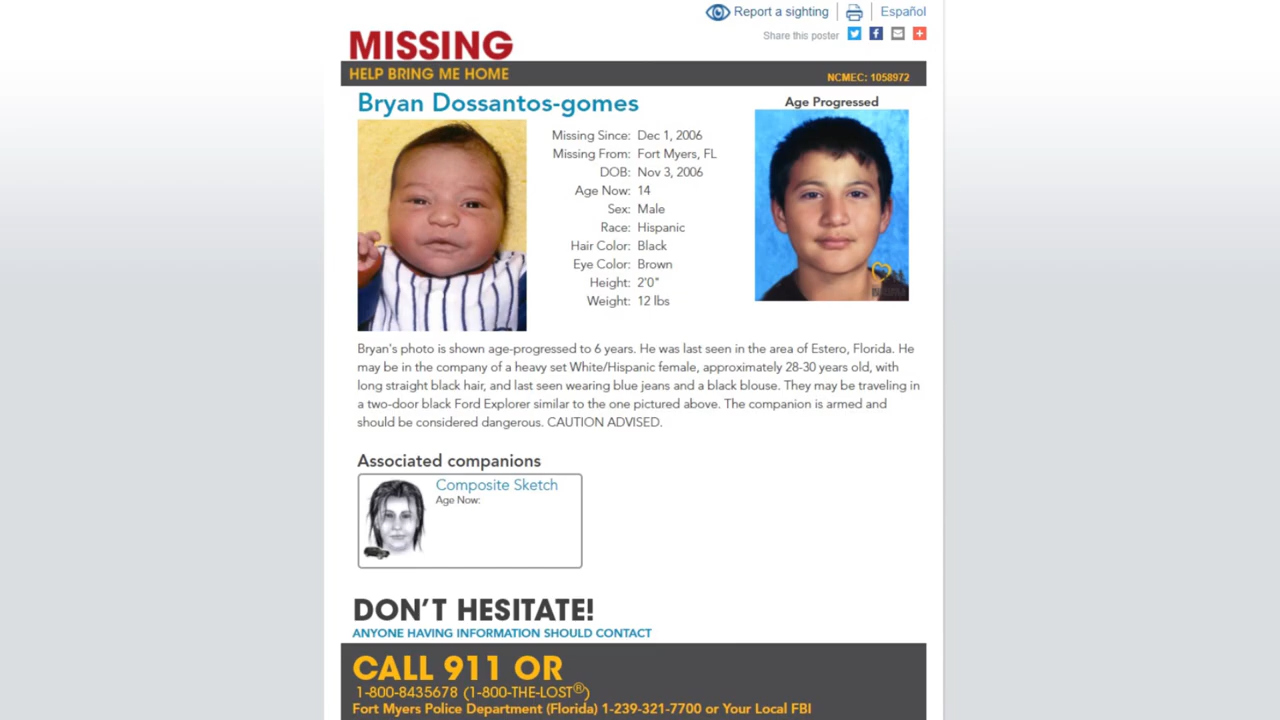 Report a sighting
Español
Share this poster
MISSING
HELP BRING ME HOME
NCMEC: 1058972
Bryan Dossantos-gomes
Age Progressed
Missing Since: Dec 1, 2006
Missing From: Fort Myers, FL
DOB: Nov 3, 2006
Age Now: 14
Sex: Male
Race: Hispanic
Hair Color: Black
Eye Color: Brown
Height: 2'0"
Weight: 12 lbs
Bryan's photo is shown age-progressed to 6 years. He was last seen in the area of Estero, Florida. He
may be in the company of a heavy set White/Hispanic female, approximately 28-30 years old, with
long straight black hair, and last seen wearing blue jeans and a black blouse. They may be traveling in
a two-door black Ford Explorer similar to the one pictured above. The companion is armed and
should be considered dangerous. CAUTION ADVISED.
Associated companions
Composite Sketch
Age Now:
DON'T HESITATE!
ANYONE HAVING INFORMATION SHOULD CONTACT
CALL 911 OR
1-800-8435678 (1-800-THE-LOST®)
Fort Myers Police Department (Florida) 1-239-321-7700 or Your Local FBI